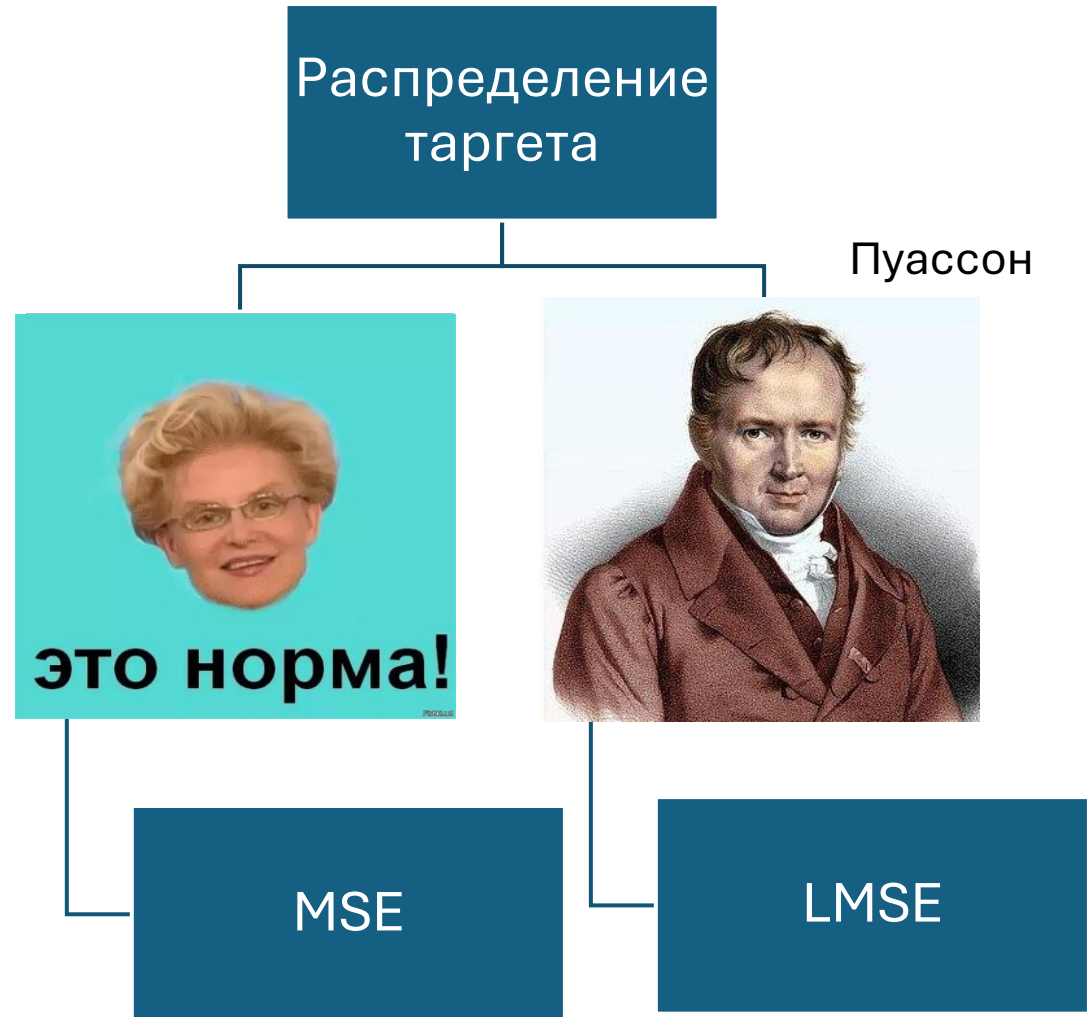 Распределение
таргета
Пуассон
это норма!
MSE
LMSE